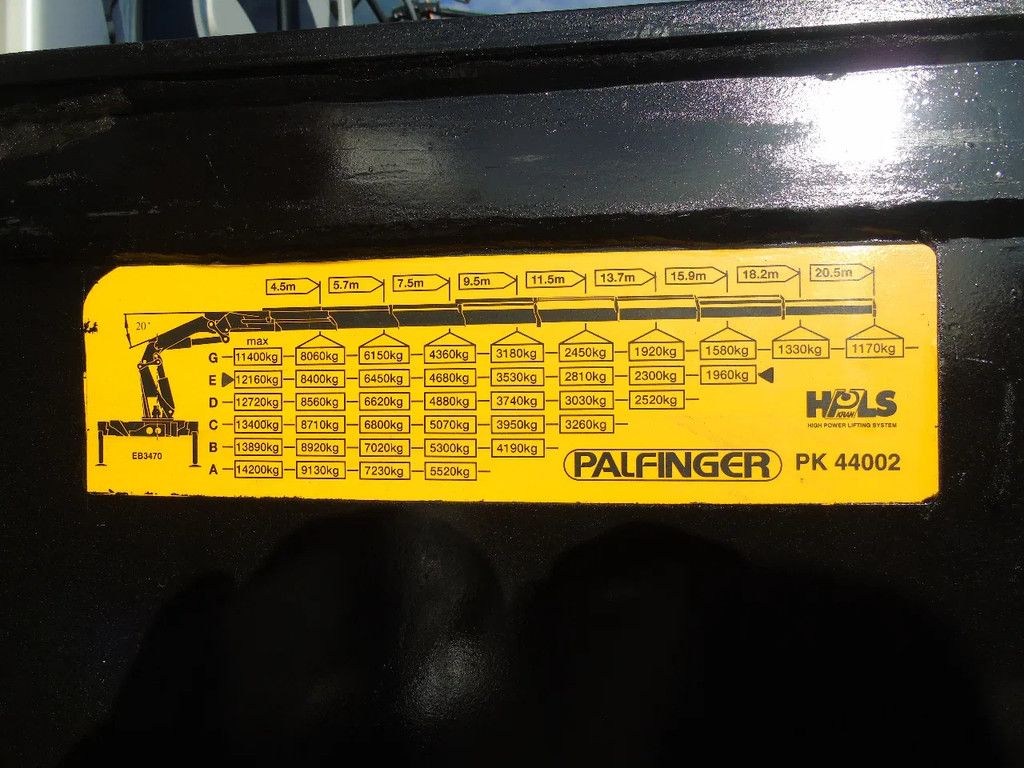 4.5m 5.7m 7.5m 9.5m 11.5m 13.7m 15.9m 18.2m 20.5m
20°
max
G 11400kg 8060kg 6150kg 4360kg 3180kg 2450kg 1920kg 1580kg 1330kg 1170kg
E 12160kg 8400kg 6450kg 4680kg 3530kg 2810kg 2300kg 1960kg
D 12720kg 8560kg 6620kg 4880kg 3740kg 3030kg 2520kg
C 13400kg 8710kg 6800kg 5070kg 3950kg 3260kg
B 13890kg 8920kg 7020kg 5300kg 4190kg
A 14200kg 9130kg 7230kg 5520kg
EB3470
HPLS
KRAN
HIGH POWER LIFTING SYSTEM
PALFINGER PK 44002